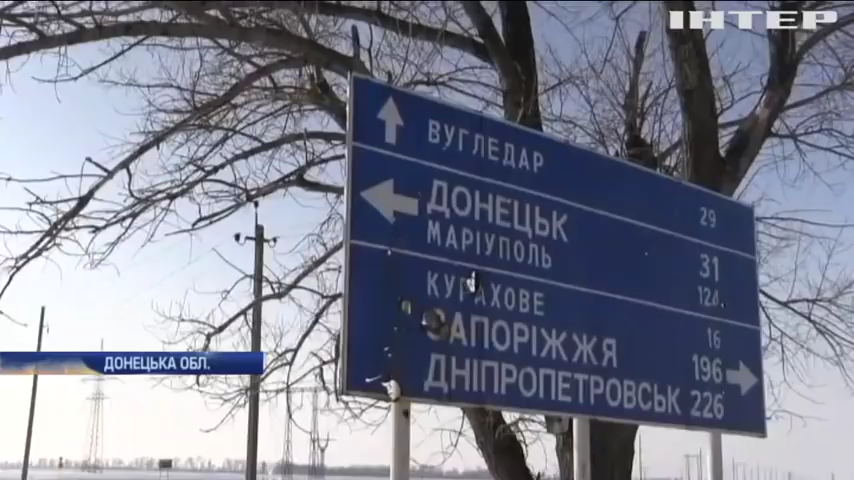 ІНТЕР
ВУГЛЕДАР 29
ДОНЕЦЬК 31
МАРІУПОЛЬ 124
КУРАХОВЕ 16
ЗАПОРІЖЖЯ 196
ДНІПРОПЕТРОВСЬК 226
ДОНЕЦЬКА ОБЛ.